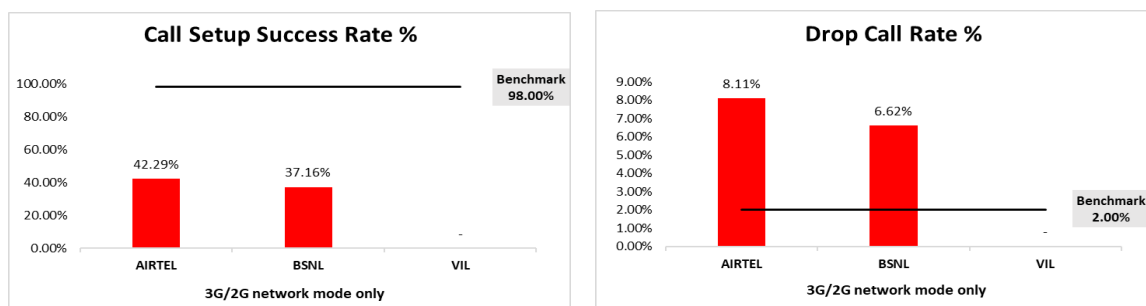 Call Setup Success Rate %
100.00%
80.00%
60.00%
40.00%
20.00%
0.00%
Benchmark
98.00%
42.29%
37.16%
-
AIRTEL
BSNL
VIL
3G/2G network mode only
Drop Call Rate %
9.00%
8.00%
7.00%
6.00%
5.00%
4.00%
3.00%
2.00%
1.00%
0.00%
8.11%
6.62%
-
Benchmark
2.00%
AIRTEL
BSNL
VIL
3G/2G network mode only